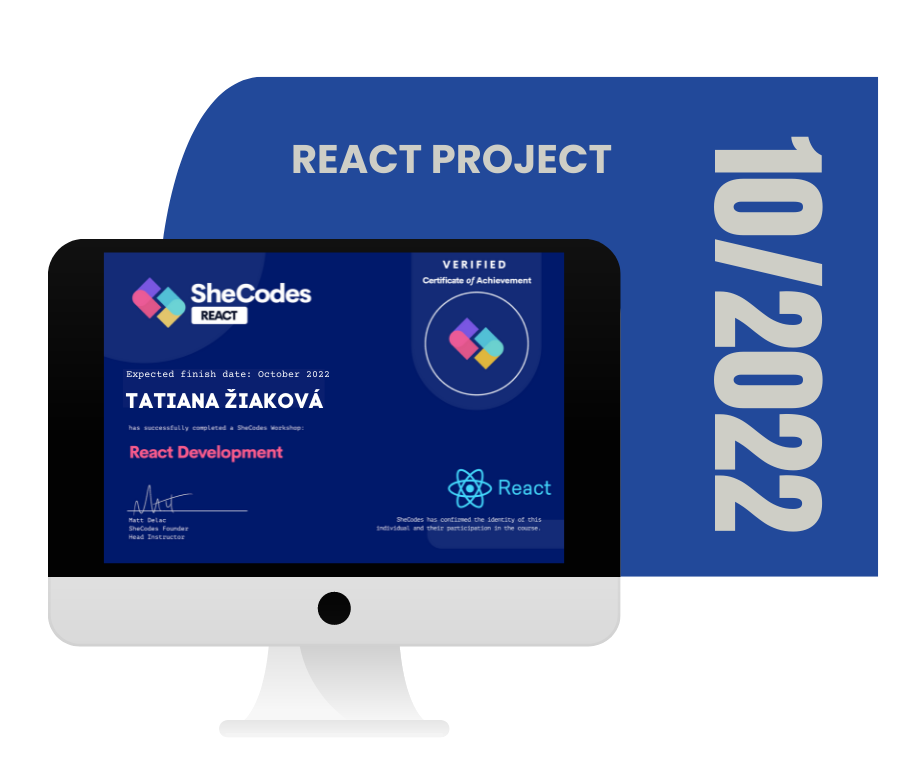 REACT PROJECT
10/2022
SheCodes
REACT
VERIFIED
Certificate of Achievement
Expected finish date: October 2022
TATIANA ŽIAKOVÁ
has successfully completed a SheCodes Workshop:
React Development
Matt Delac
SheCodes Founder
Head Instructor
React
SheCodes has confirmed the identity of this
individual and their participation in the course.